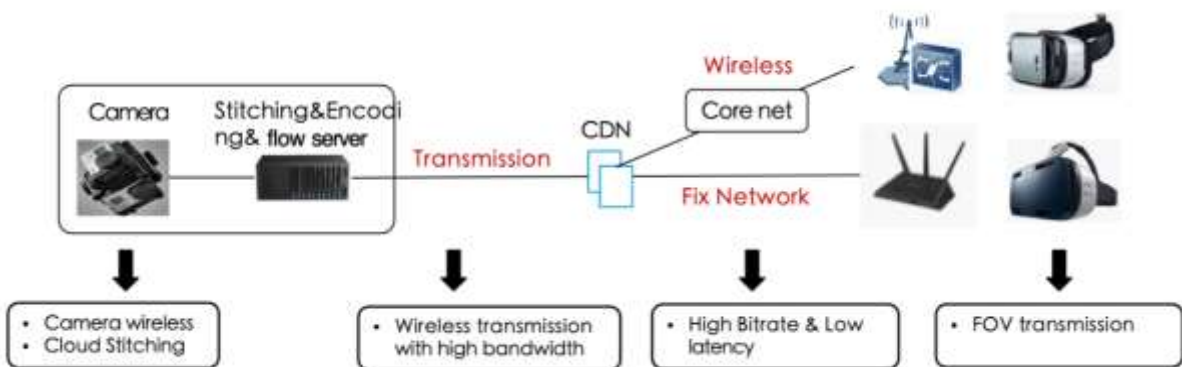 Camera
Stitching&Encodi
ng& flow server
Transmission
CDN
Wireless
Core net
Fix Network
• Camera wireless
• Cloud Stitching
• Wireless transmission
with high bandwidth
• High Bitrate & Low
latency
• FOV transmission